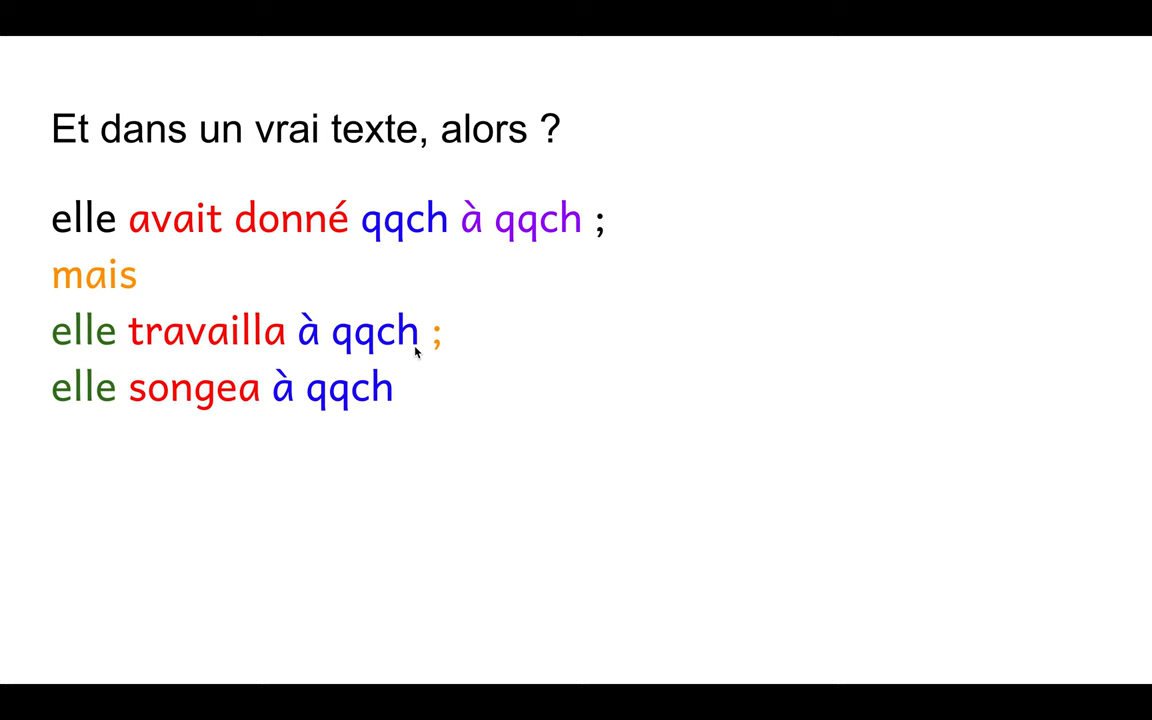 Et dans un vrai texte, alors ?
elle avait donné qqch à qqch ;
mais
elle travailla à qqch ;
elle songea à qqch